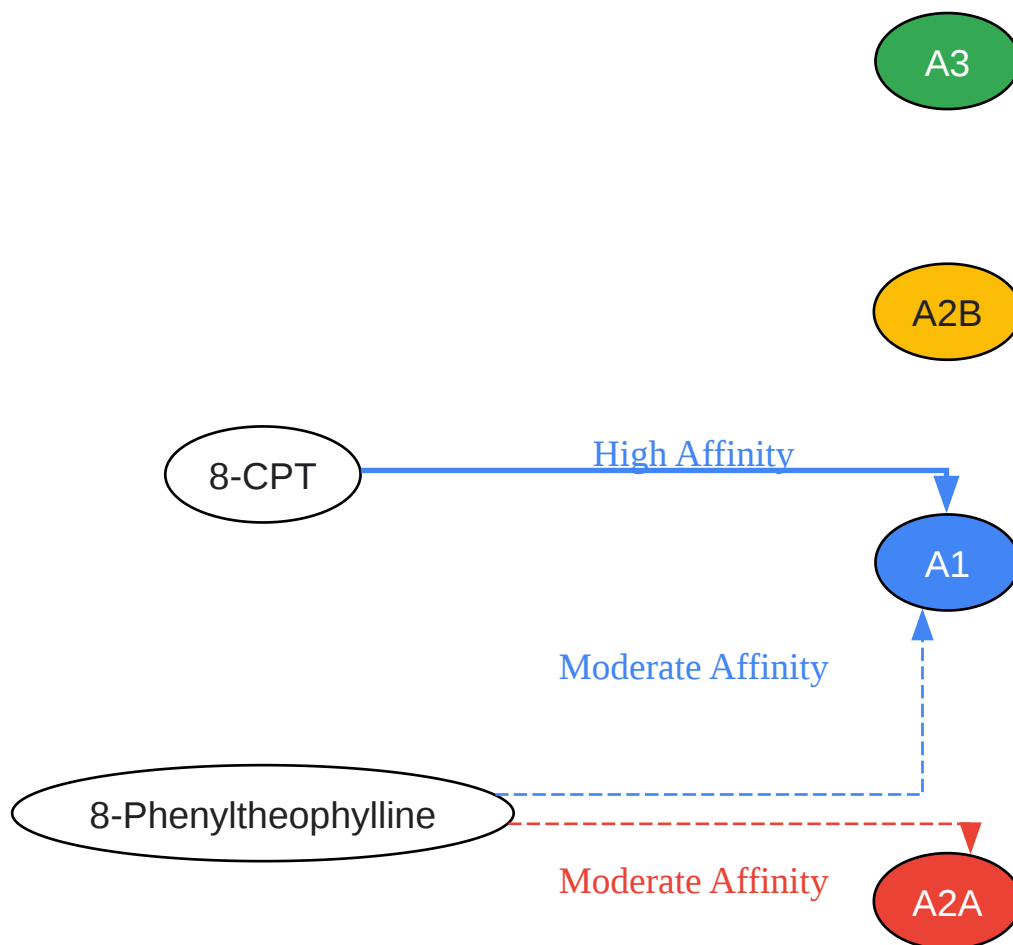 A3
A2B
High Affinity
8-CPT
A1
Moderate Affinity
8-Phenyltheophylline
Moderate Affinity
A2A